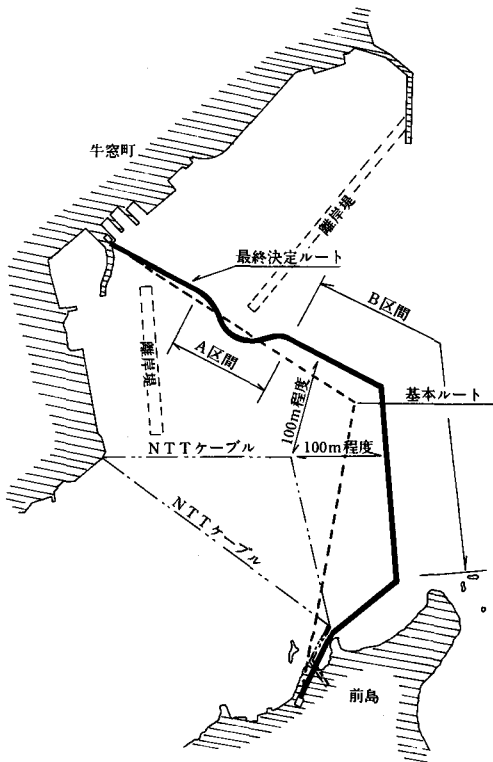 牛窓町
離岸堤
最終決定ルート
B区間
離岸堤
A区間
基本ルート
100m程度
100m程度
NTTケーブル
NTTケーブル
前島